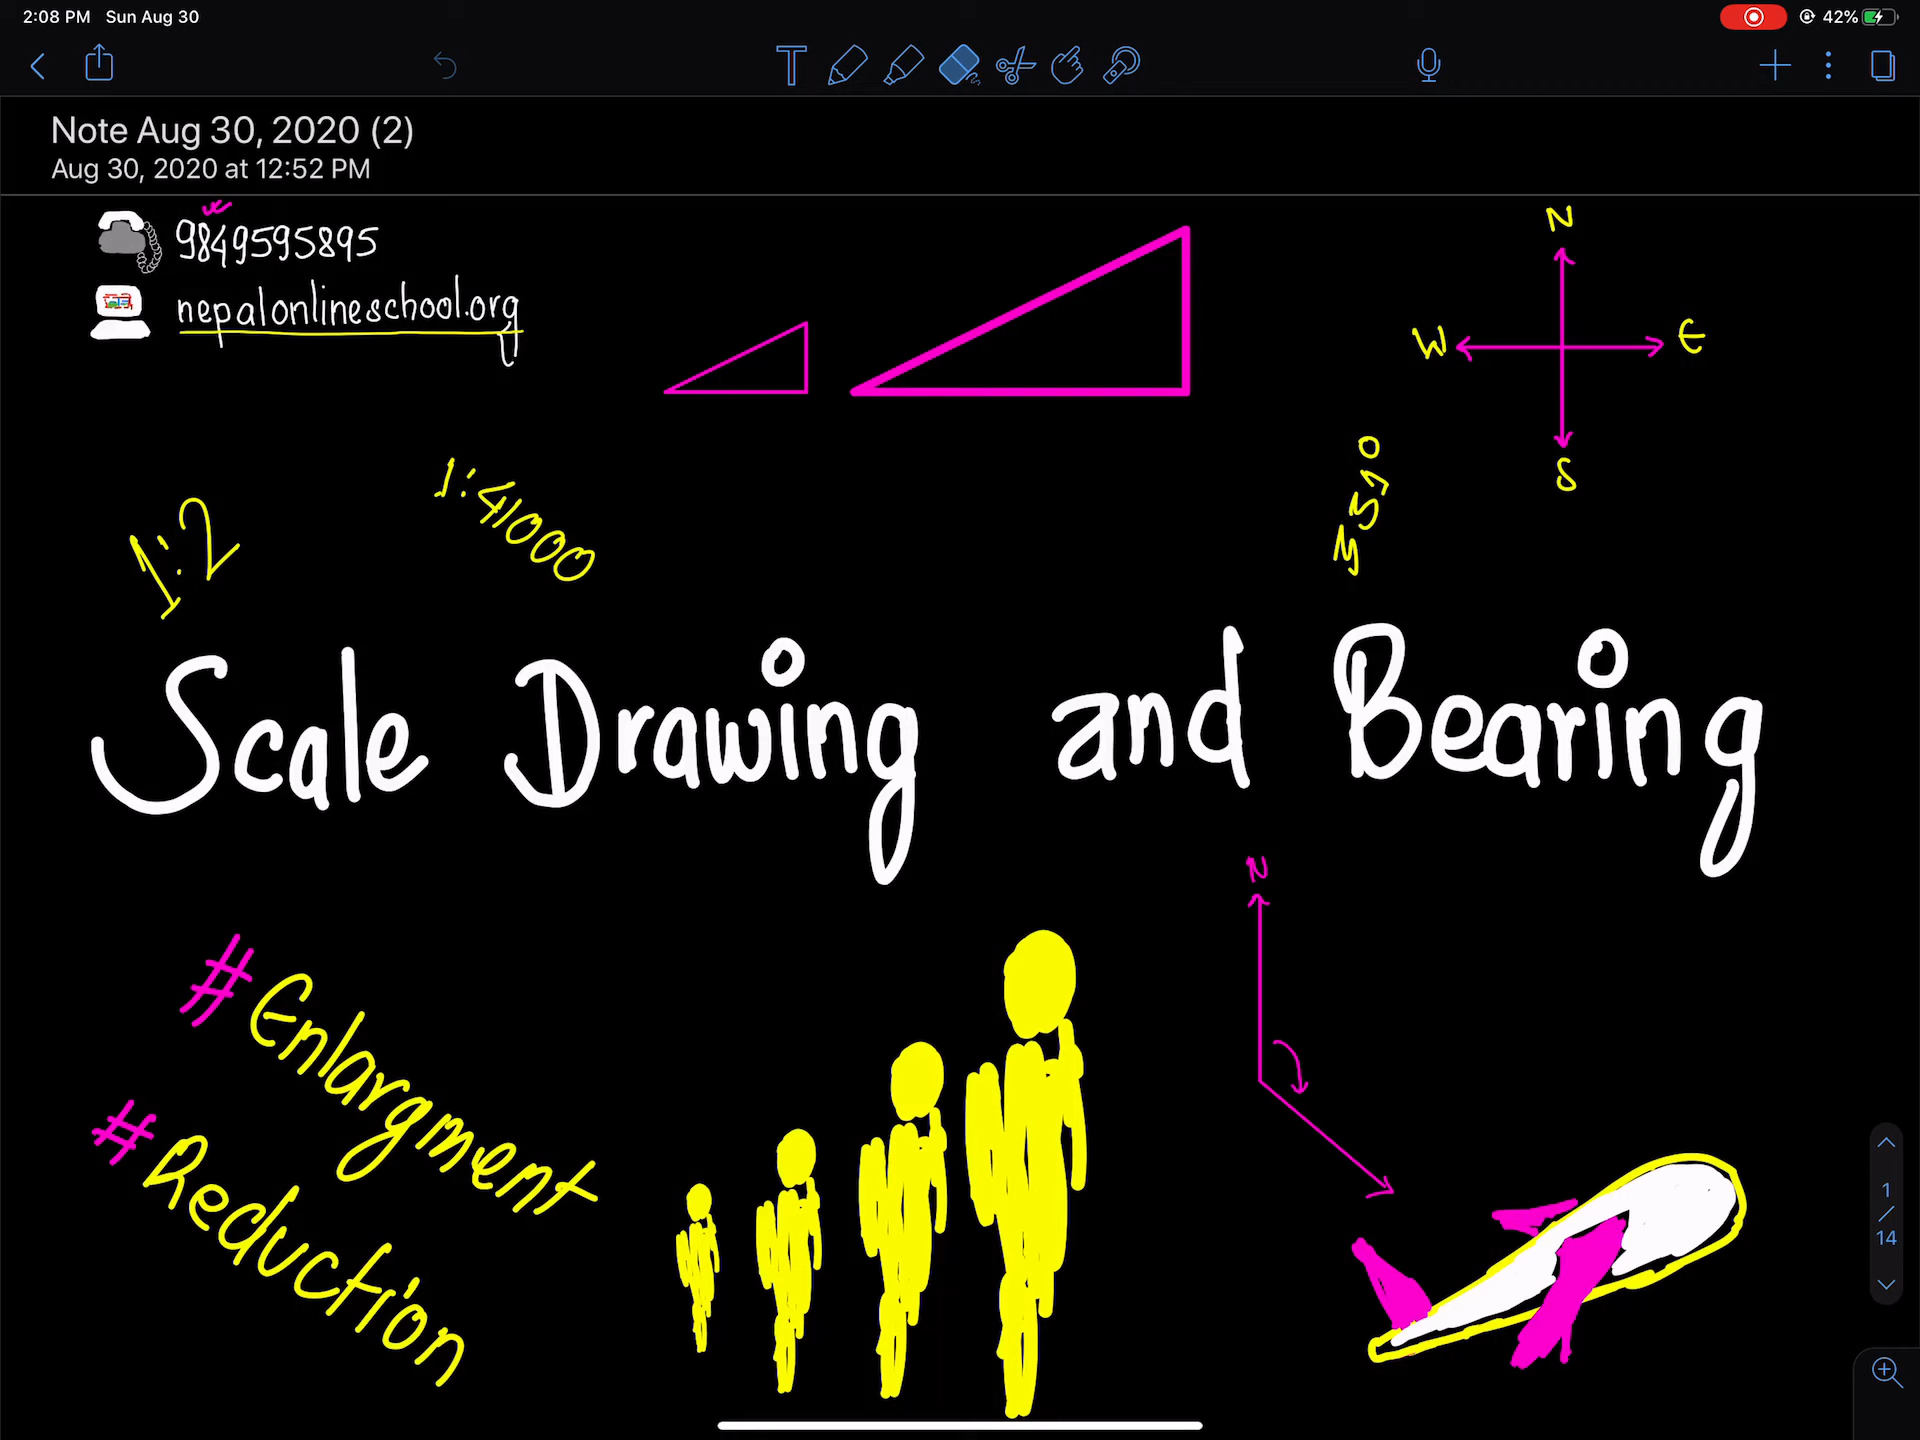 2:08 PM Sun Aug 30
42%
Note Aug 30, 2020 (2)
Aug 30, 2020 at 12:52 PM
9849595895
nepalonlineschool.org
N
W E
S
1:2
1:41000
Scale Drawing and Bearing
N
#Enlargment
#Reduction
1
/
14